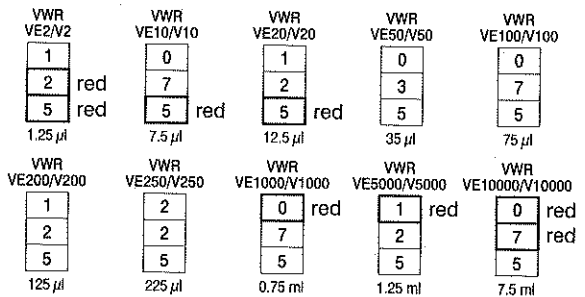 VWR VWR VWR VWR VWR
VE2/V2 VE10/V10 VE20/V20 VE50/V50 VE100/V100
1 0 1 0 0
2 red 7 2 3 7
5 red 5 red 5 red 5 5
1.25 µl 7.5 µl 12.5 µl 35 µl 75 µl
VWR VWR VWR VWR VWR
VE200/V200 VE250/V250 VE1000/V1000 VE5000/V5000 VE10000/V10000
1 2 0 red 1 red 0 red
2 2 7 2 7 red
5 5 5 5 5
125 µl 225 µl 0.75 ml 1.25 ml 7.5 ml